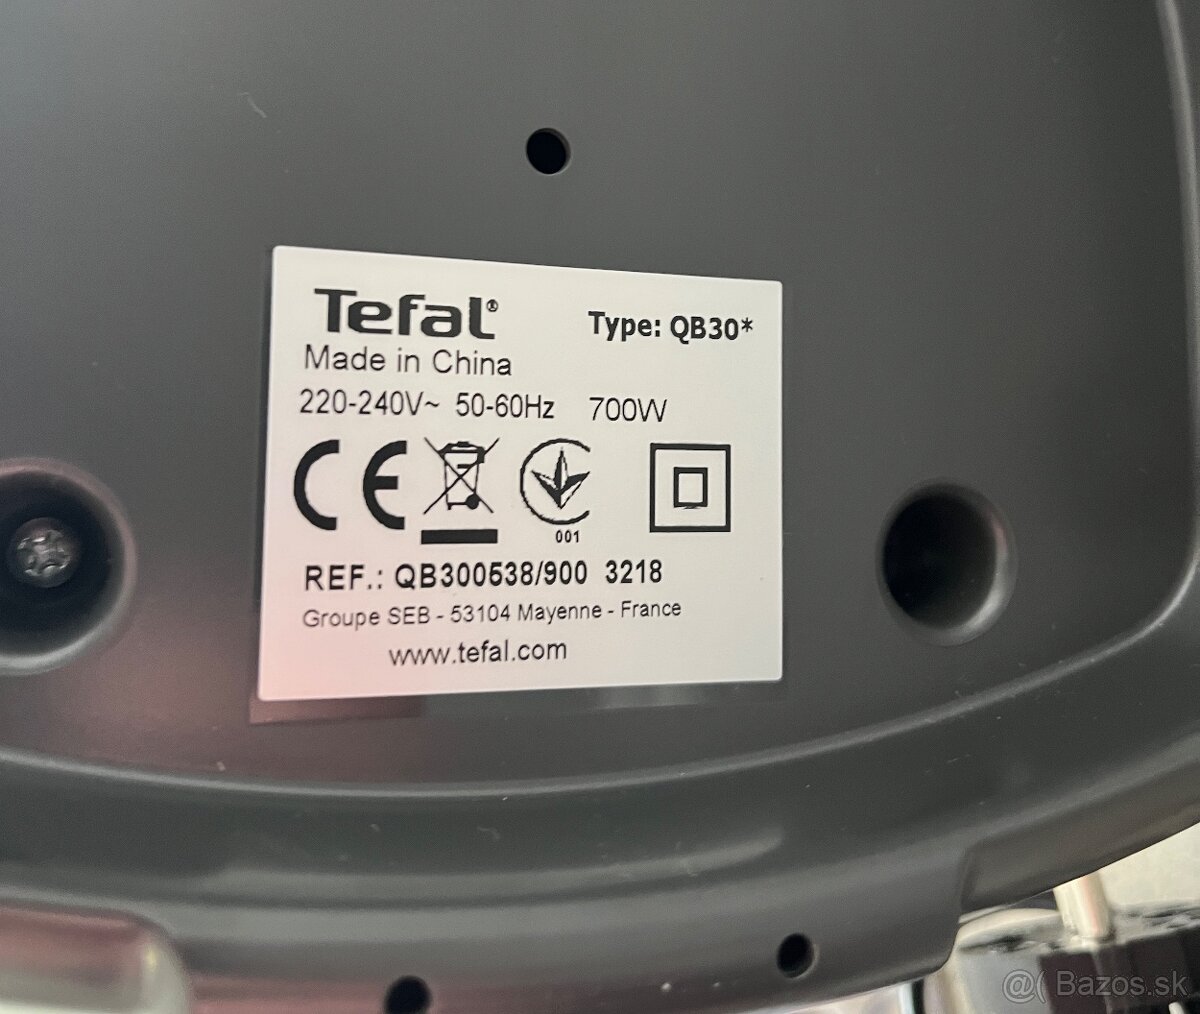 Tefal®
Type: QB30*
Made in China
220-240V~ 50-60Hz 700W
CE
001
REF.: QB300538/900 3218
Groupe SEB - 53104 Mayenne - France
www.tefal.com
@( Bazos.sk